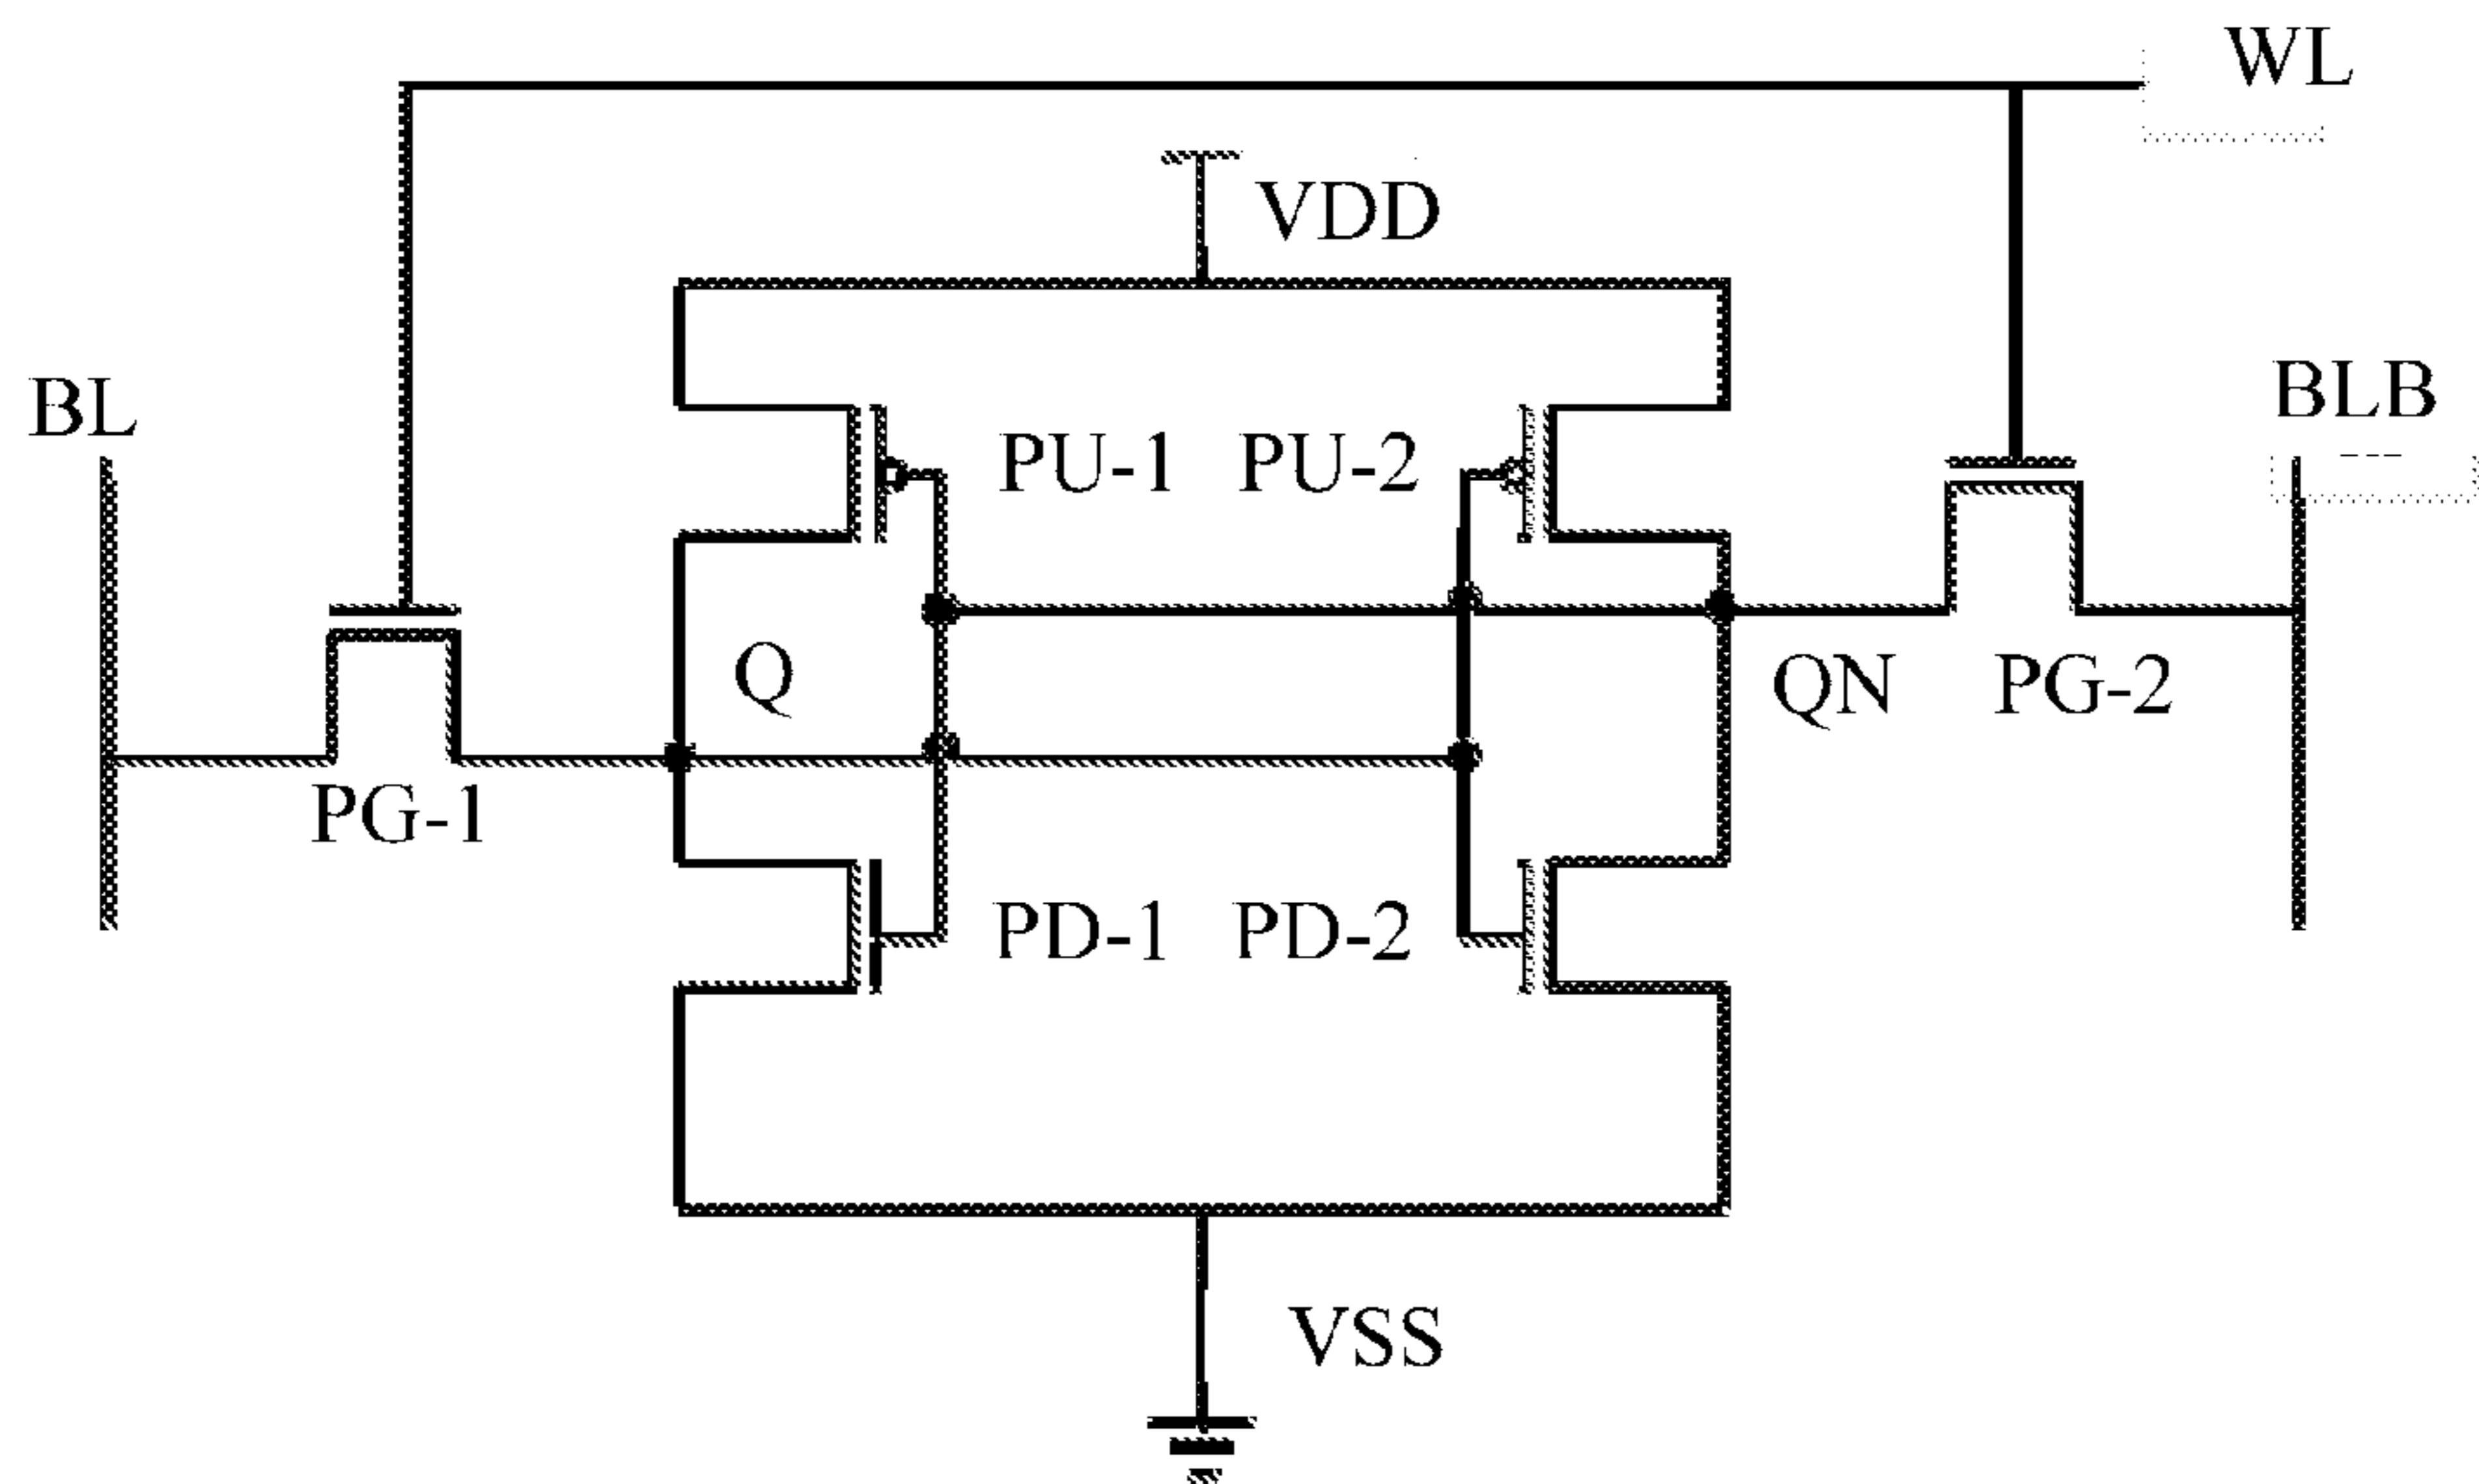 WL
VDD
BL
BLB
PU-1 PU-2
Q
QN PG-2
PG-1
PD-1 PD-2
VSS